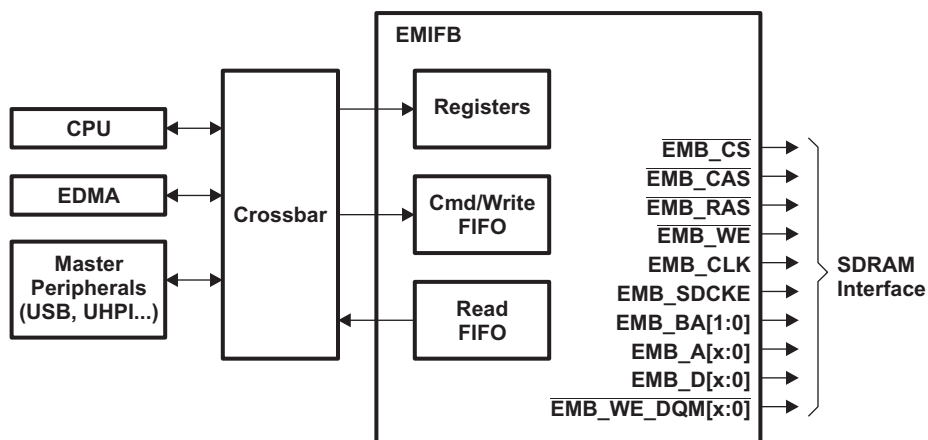 EMIFB
CPU
EDMA
Master
Peripherals
(USB, UHPI...)
Crossbar
Registers
Cmd/Write
FIFO
Read
FIFO
EMB_CS
EMB_CAS
EMB_RAS
EMB_WE
EMB_CLK
EMB_SDCKE
EMB_BA[1:0]
EMB_A[x:0]
EMB_D[x:0]
EMB_WE_DQM[x:0]
SDRAM
Interface